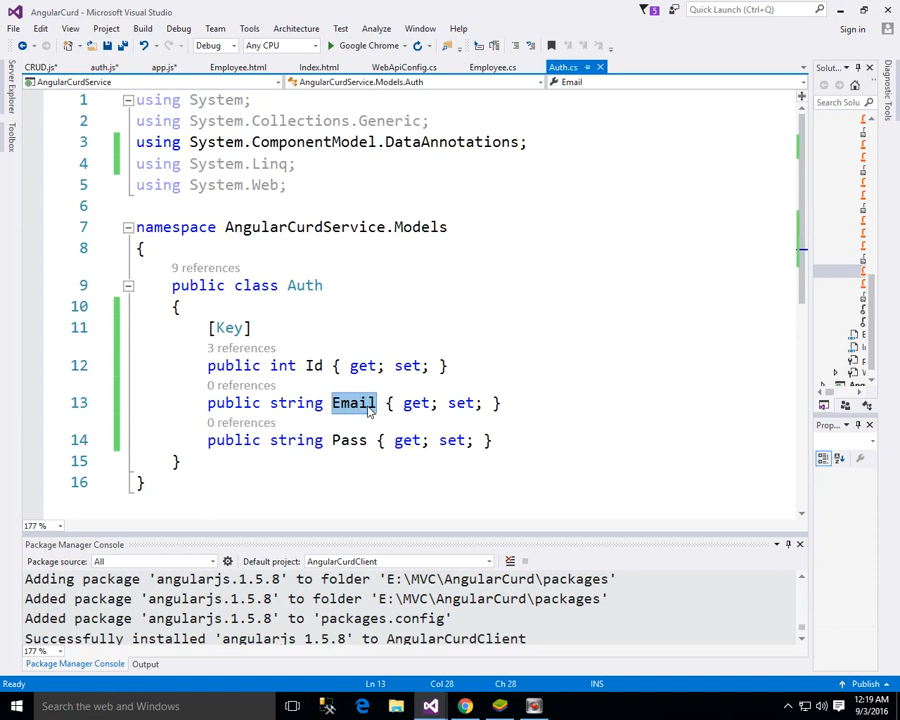 AngularCurd - Microsoft Visual Studio
5
Quick Launch (Ctrl+Q)
File Edit View Project Build Debug Team Tools Architecture Test Analyze Window Help
Sign in
Debug Any CPU Google Chrome
CRUD.js* auth.js* app.js* Employee.html Index.html WebApiConfig.cs Employee.cs Auth.cs
Solut...
AngularCurdService AngularCurdService.Models.Auth Email
Server Explorer
Toolbox
Diagnostic Tools
Search Solu
1 using System;
2 using System.Collections.Generic;
3 using System.ComponentModel.DataAnnotations;
4 using System.Linq;
5 using System.Web;
6
7 namespace AngularCurdService.Models
8 {
9 references
9 public class Auth
10 {
11 [Key]
3 references
12 public int Id { get; set; }
0 references
13 public string Email { get; set; }
0 references
14 public string Pass { get; set; }
15 }
16 }
Prop...
177 %
Package Manager Console
Package source: All Default project: AngularCurdClient
Adding package 'angularjs.1.5.8' to folder 'E:\MVC\AngularCurd\packages'
Added package 'angularjs.1.5.8' to folder 'E:\MVC\AngularCurd\packages'
Added package 'angularjs.1.5.8' to 'packages.config'
Successfully installed 'angularjs 1.5.8' to AngularCurdClient
177 %
Package Manager Console Output
Ready Ln 13 Col 28 Ch 28 INS Publish
Search the web and Windows
12:19 AM
9/3/2016